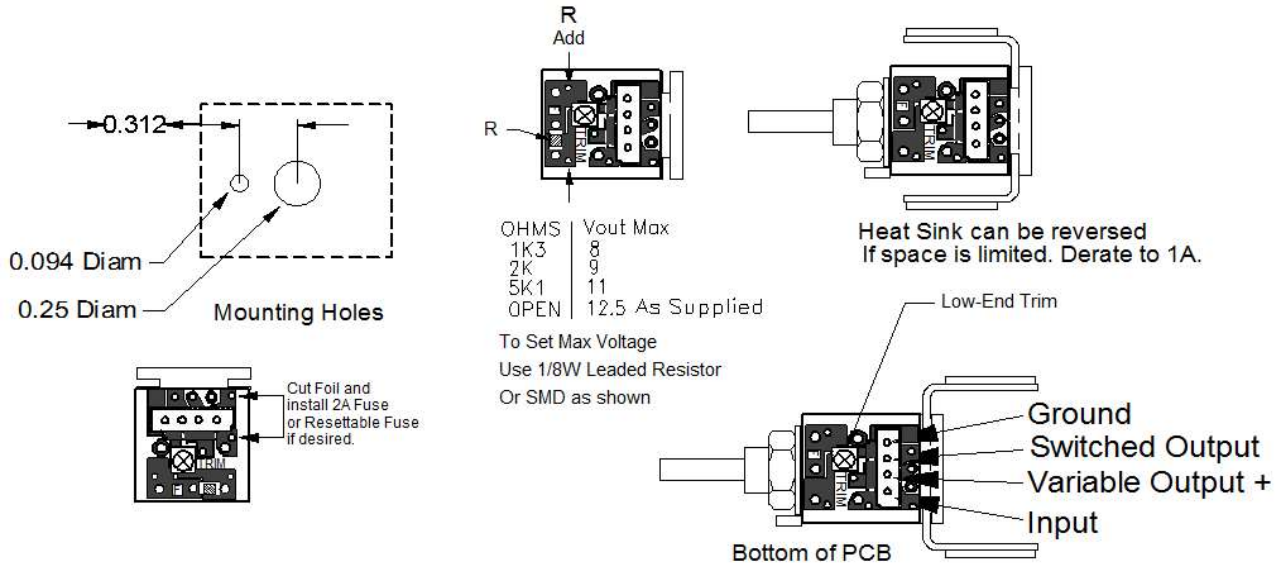 0.312
0.094 Diam
0.25 Diam
Mounting Holes
R
Add
R
TRIM
OHMS Vout Max
1K3 8
2K 9
5K1 11
OPEN 12.5 As Supplied
To Set Max Voltage
Use 1/8W Leaded Resistor
Or SMD as shown
TRIM
Heat Sink can be reversed
If space is limited. Derate to 1A.
Cut Foil and
install 2A Fuse
or Resettable Fuse
if desired.
TRIM
Low-End Trim
TRIM
Ground
Switched Output
Variable Output +
Input
Bottom of PCB